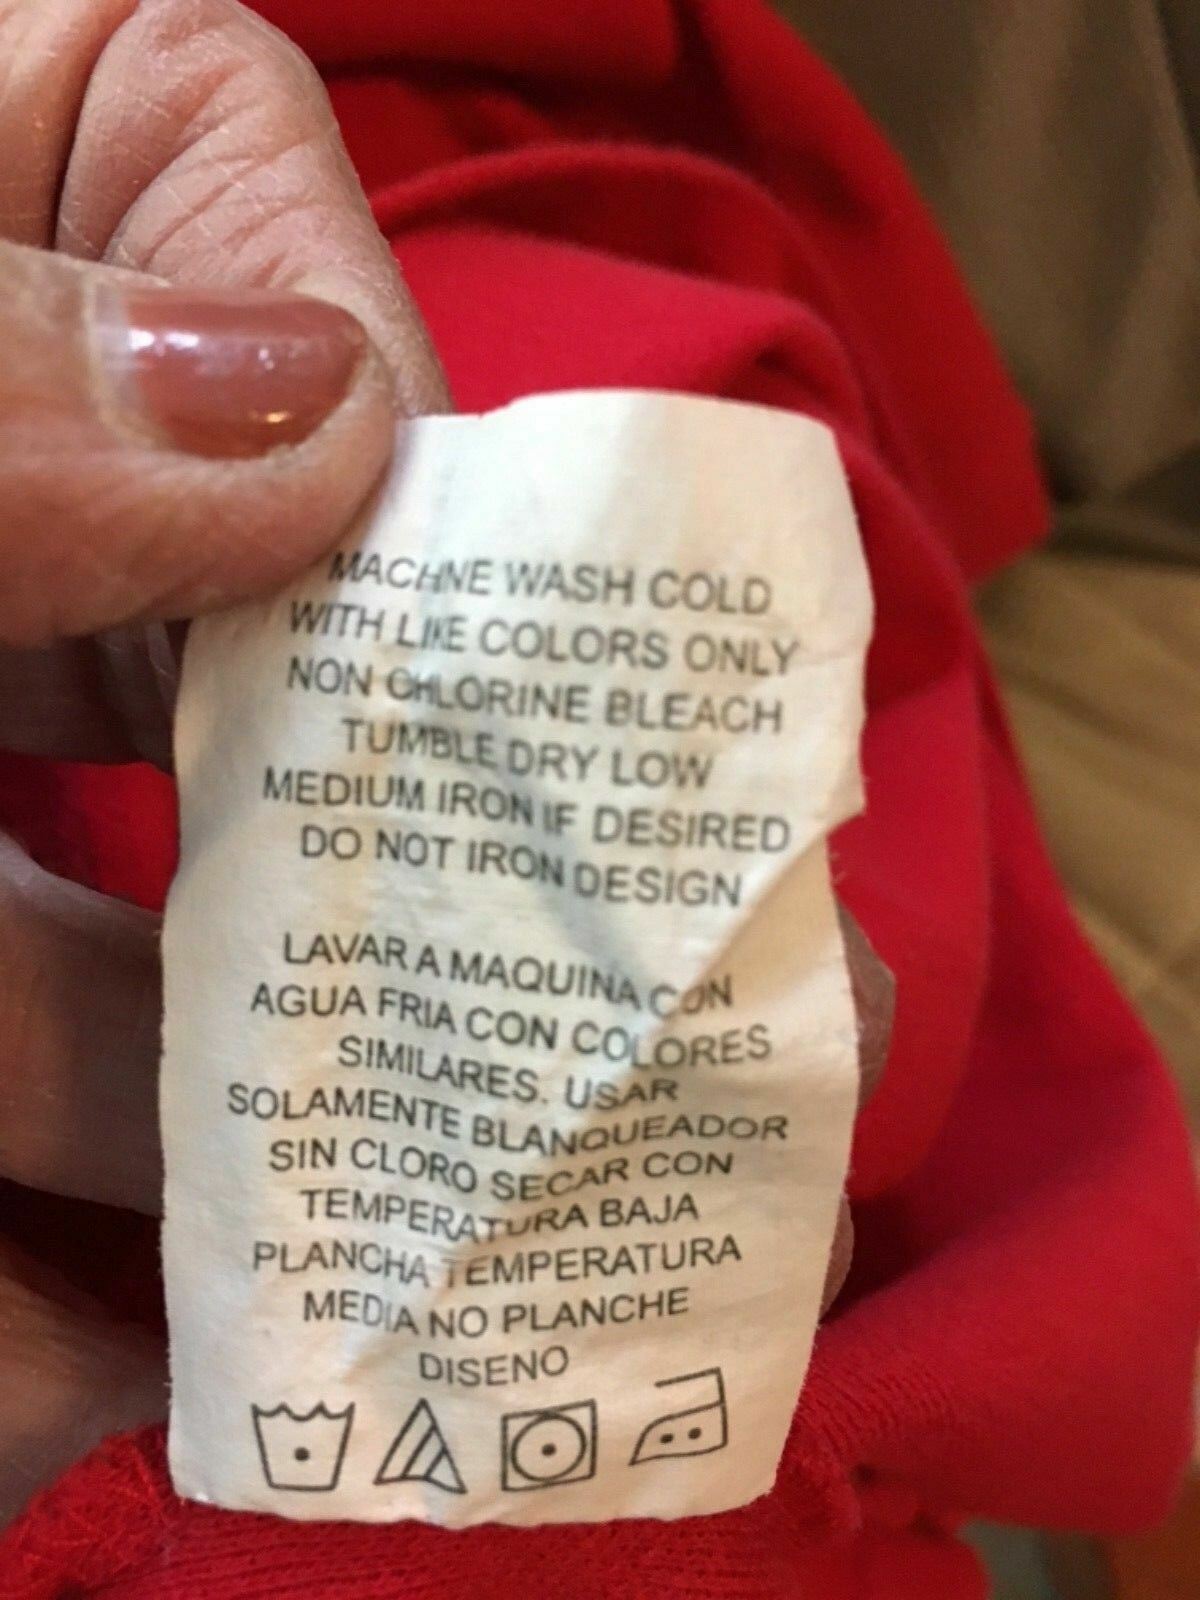 MACHINE WASH COLD
WITH LIKE COLORS ONLY
NON CHLORINE BLEACH
TUMBLE DRY LOW
MEDIUM IRON IF DESIRED
DO NOT IRON DESIGN
LAVAR A MAQUINA CON
AGUA FRIA CON COLORES
SIMILARES. USAR
SOLAMENTE BLANQUEADOR
SIN CLORO SECAR CON
TEMPERATURA BAJA
PLANCHA TEMPERATURA
MEDIA NO PLANCHE
DISENO